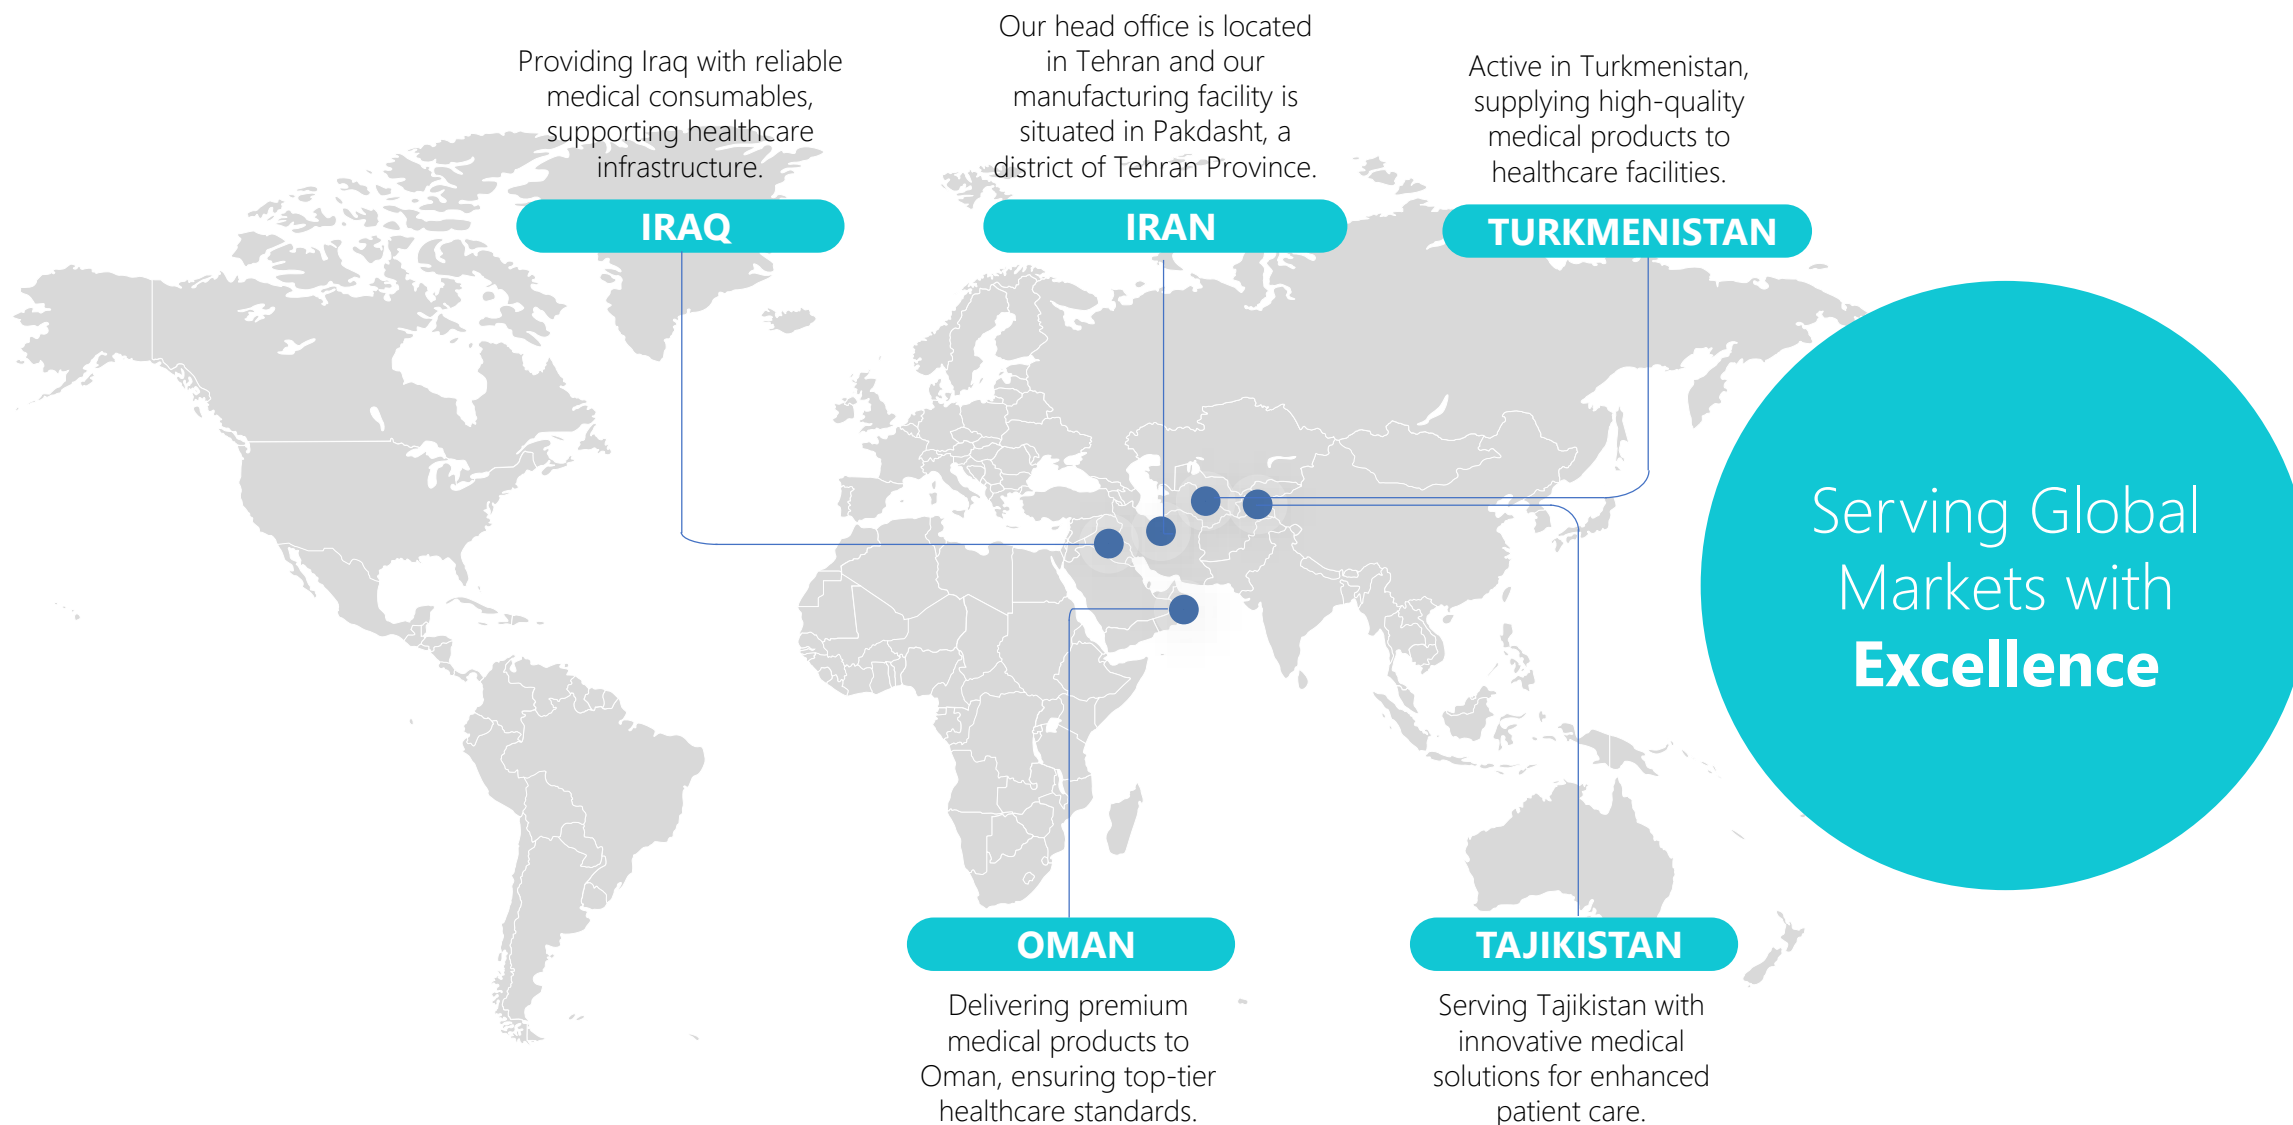 Providing Iraq with reliable
medical consumables,
supporting healthcare
infrastructure.
IRAQ
Our head office is located
in Tehran and our
manufacturing facility is
situated in Pakdasht, a
district of Tehran Province.
IRAN
Active in Turkmenistan,
supplying high-quality
medical products to
healthcare facilities.
TURKMENISTAN
Serving Global
Markets with
Excellence
OMAN
Delivering premium
medical products to
Oman, ensuring top-tier
healthcare standards.
TAJIKISTAN
Serving Tajikistan with
innovative medical
solutions for enhanced
patient care.